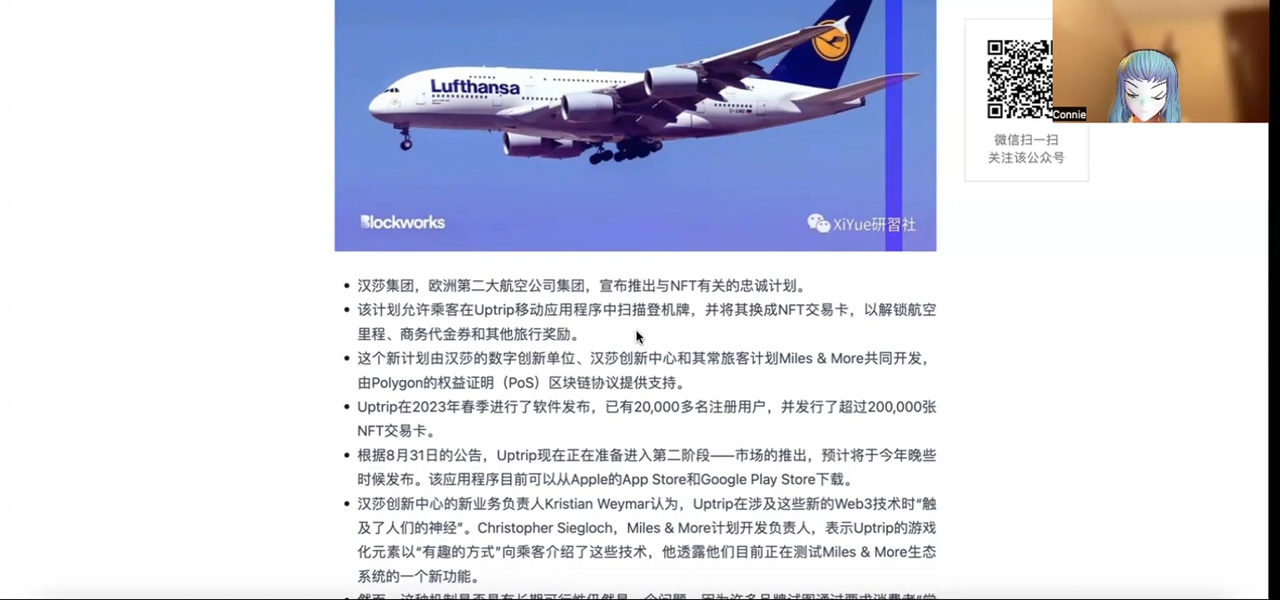 Lufthansa
Blockworks
XiYue研習社
Connie
微信扫一扫
关注该公众号
• 汉莎集团，欧洲第二大航空公司集团，宣布推出与NFT有关的忠诚计划。
• 该计划允许乘客在Uptrip移动应用程序中扫描登机牌，并将其换成NFT交易卡，以解锁航空
里程、商务代金券和其他旅行奖励。
• 这个新计划由汉莎的数字创新单位、汉莎创新中心和其常旅客计划Miles & More共同开发，
由Polygon的权益证明（PoS）区块链协议提供支持。
• Uptrip在2023年春季进行了软件发布，已有20,000多名注册用户，并发行了超过200,000张
NFT交易卡。
• 根据8月31日的公告，Uptrip现在正在准备进入第二阶段——市场的推出，预计将于今年晚些
时候发布。该应用程序目前可以从Apple的App Store和Google Play Store下载。
• 汉莎创新中心的新业务负责人Kristian Weymar认为，Uptrip在涉及这些新的Web3技术时“触
及了人们的神经”。Christopher Siegloch，Miles & More计划开发负责人，表示Uptrip的游戏
化元素以“有趣的方式”向乘客介绍了这些技术，他透露他们目前正在测试Miles & More生态
系统的一个新功能。